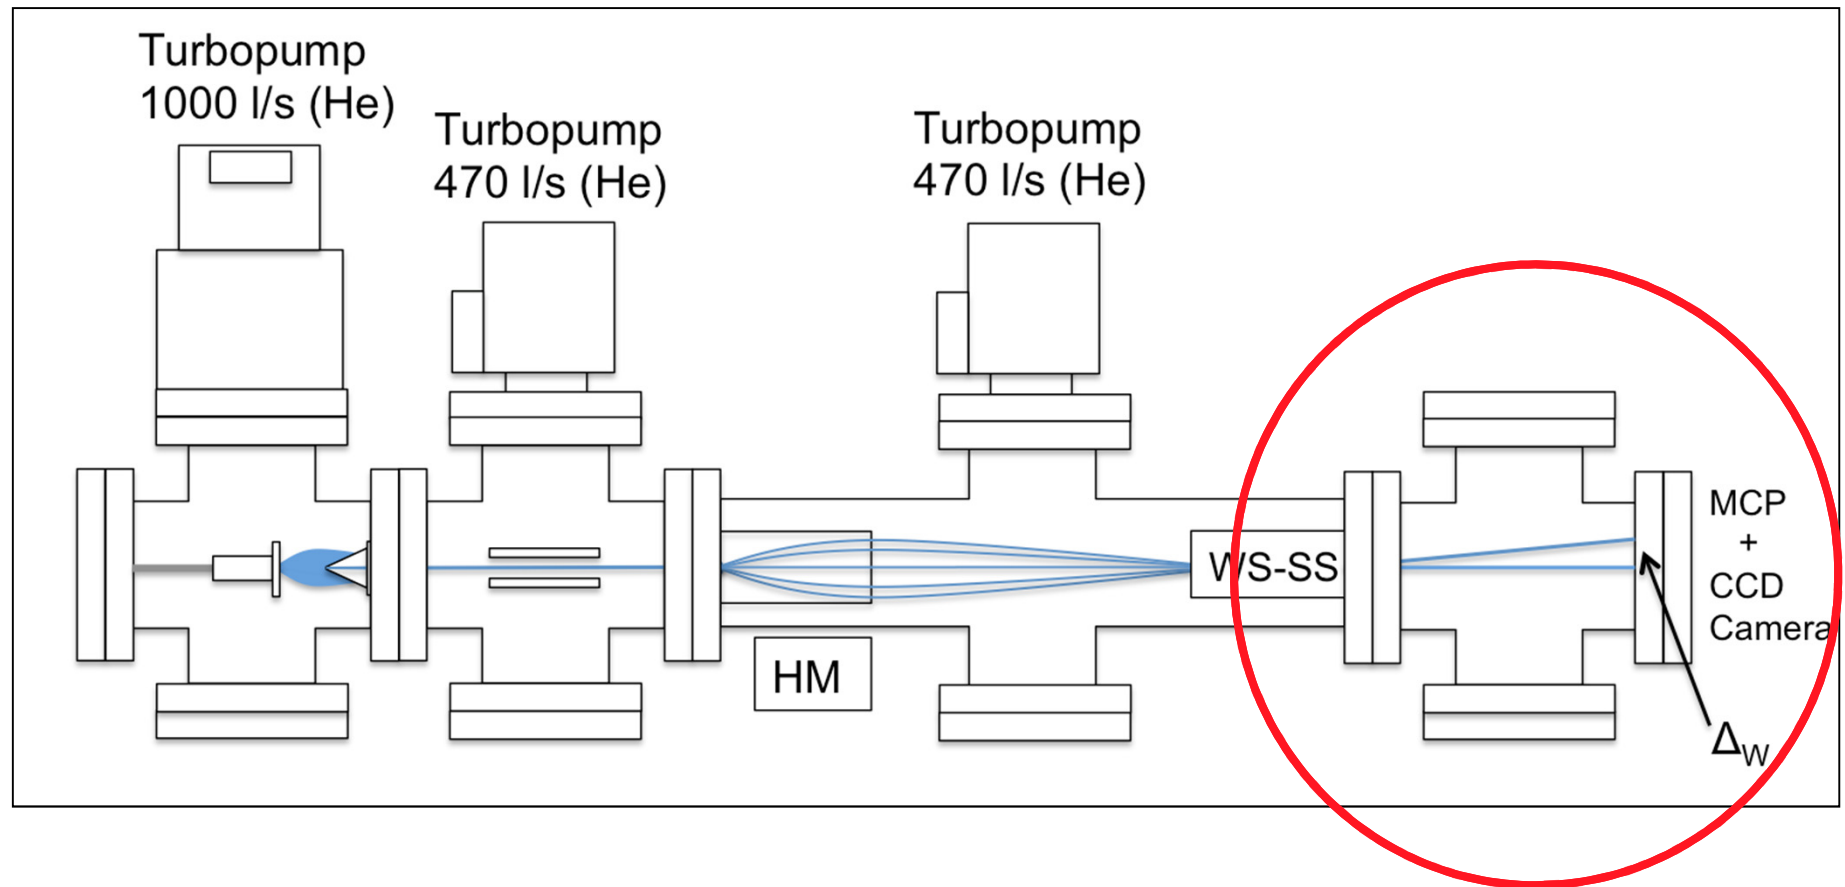 Turbopump
1000 l/s (He)
Turbopump
470 l/s (He)
Turbopump
470 l/s (He)
WS-SS
HM
MCP
+
CCD
Camera
Δw